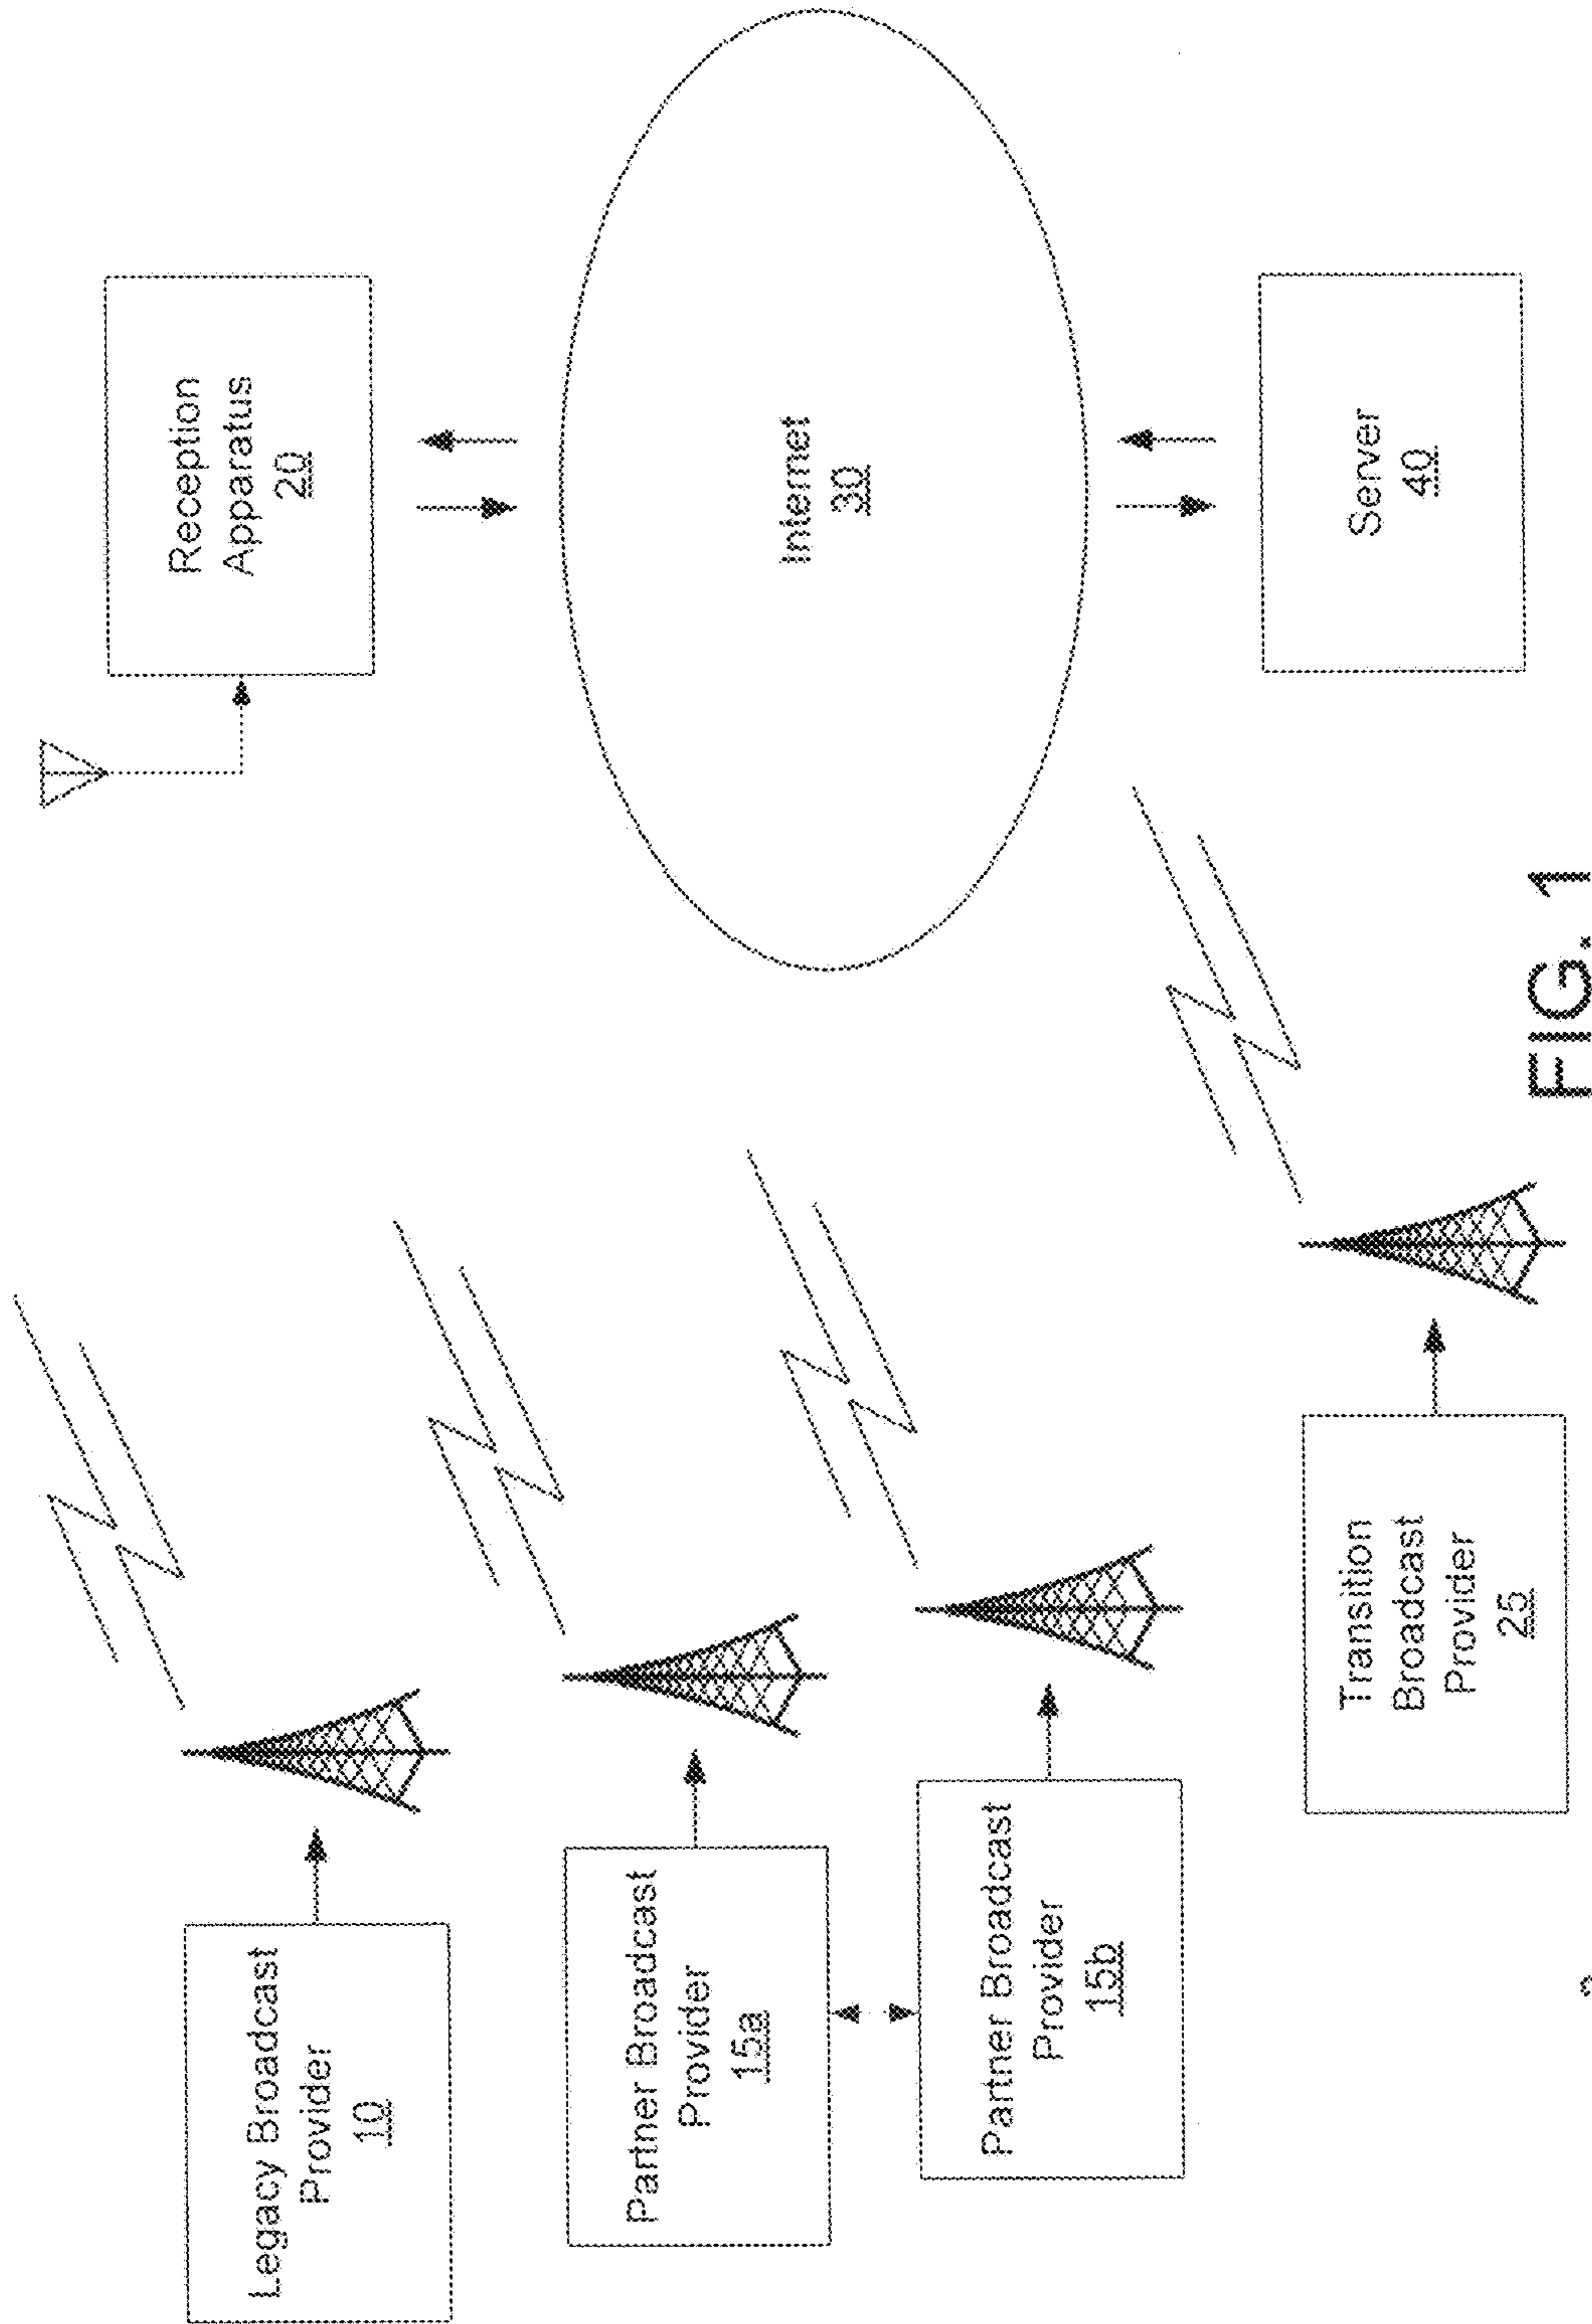 Legacy Broadcast
Provider
10
Partner Broadcast
Provider
15a
Partner Broadcast
Provider
15b
Transition
Broadcast
Provider
25
Reception
Apparatus
20
Internet
30
Server
40
FIG. 1